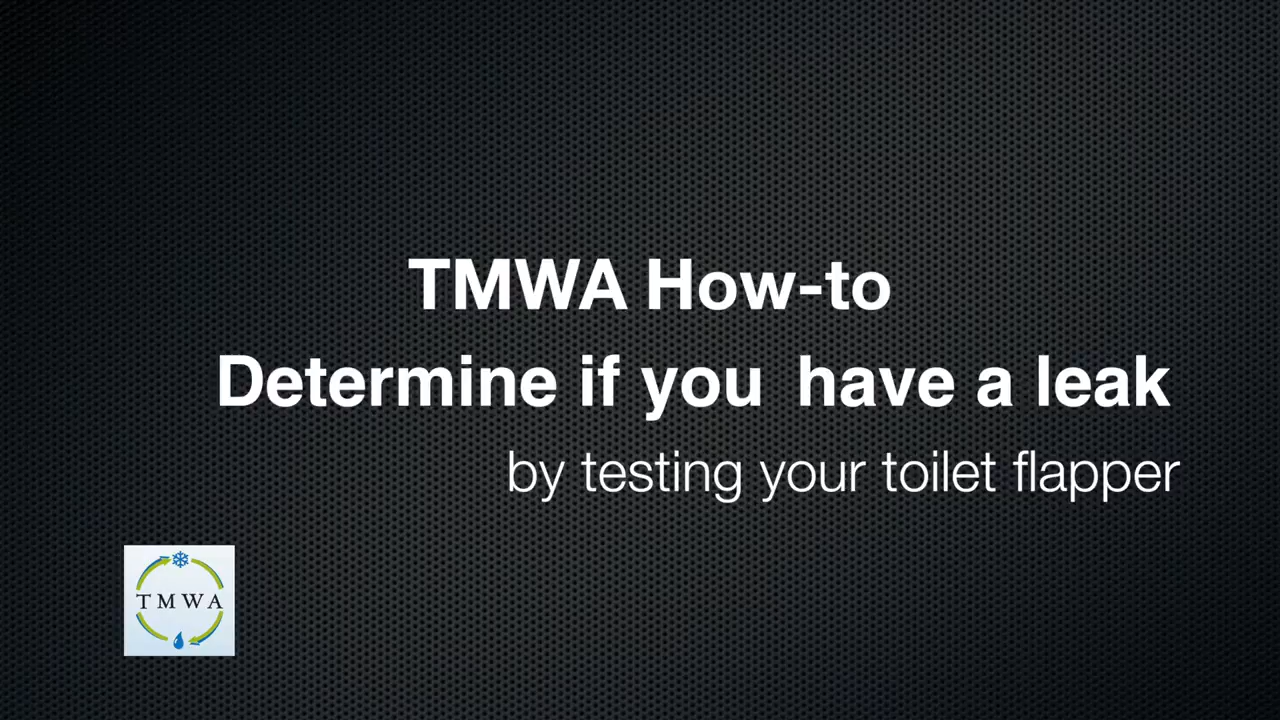 TMWA How-to
Determine if you have a leak
by testing your toilet flapper
TMWA